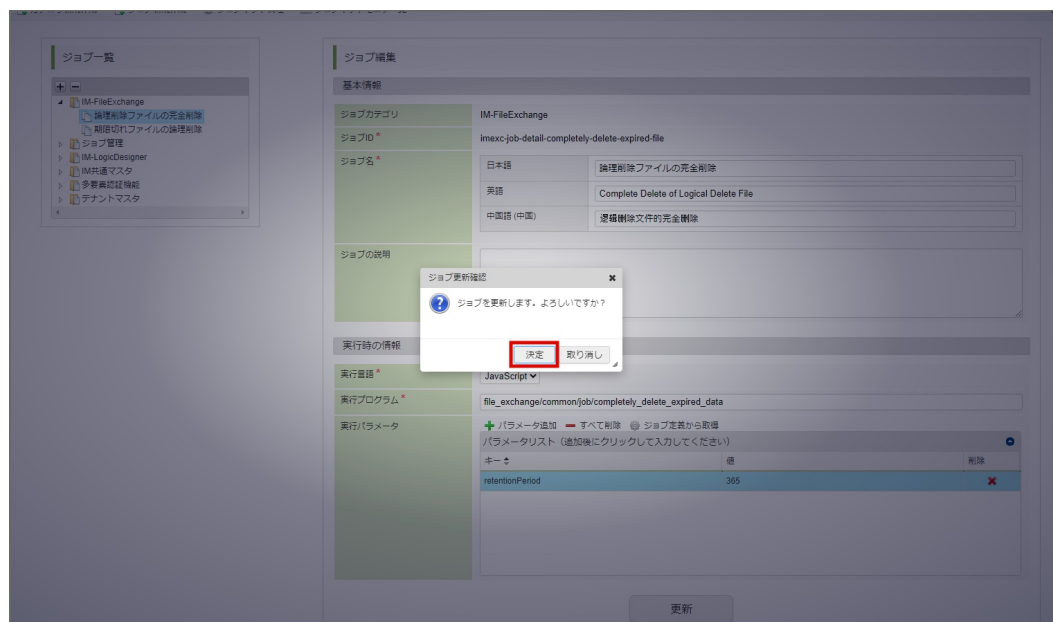 ジョブ一覧
IM-FileExchange
論理削除ファイルの完全削除
期限切れファイルの論理削除
ジョブ管理
IM-LogicDesigner
IM共通マスタ
多要素認証機能
テナントマスタ
ジョブ編集
基本情報
ジョブカテゴリ IM-FileExchange
ジョブID * imexc-job-detail-completely-delete-expired-file
ジョブ名 * 日本語 論理削除ファイルの完全削除
英語 Complete Delete of Logical Delete File
中国語 (中国) 逻辑删除文件的完全删除
ジョブの説明
ジョブ更新確認
ジョブを更新します。よろしいですか?
決定 取り消し
実行時の情報
実行言語 * JavaScript
実行プログラム * file_exchange/common/job/completely_delete_expired_data
実行パラメータ パラメータ追加 すべて削除 ジョブ定義から取得
パラメータリスト (追加後にクリックして入力してください)
キー 値 削除
retentionPeriod 365
更新